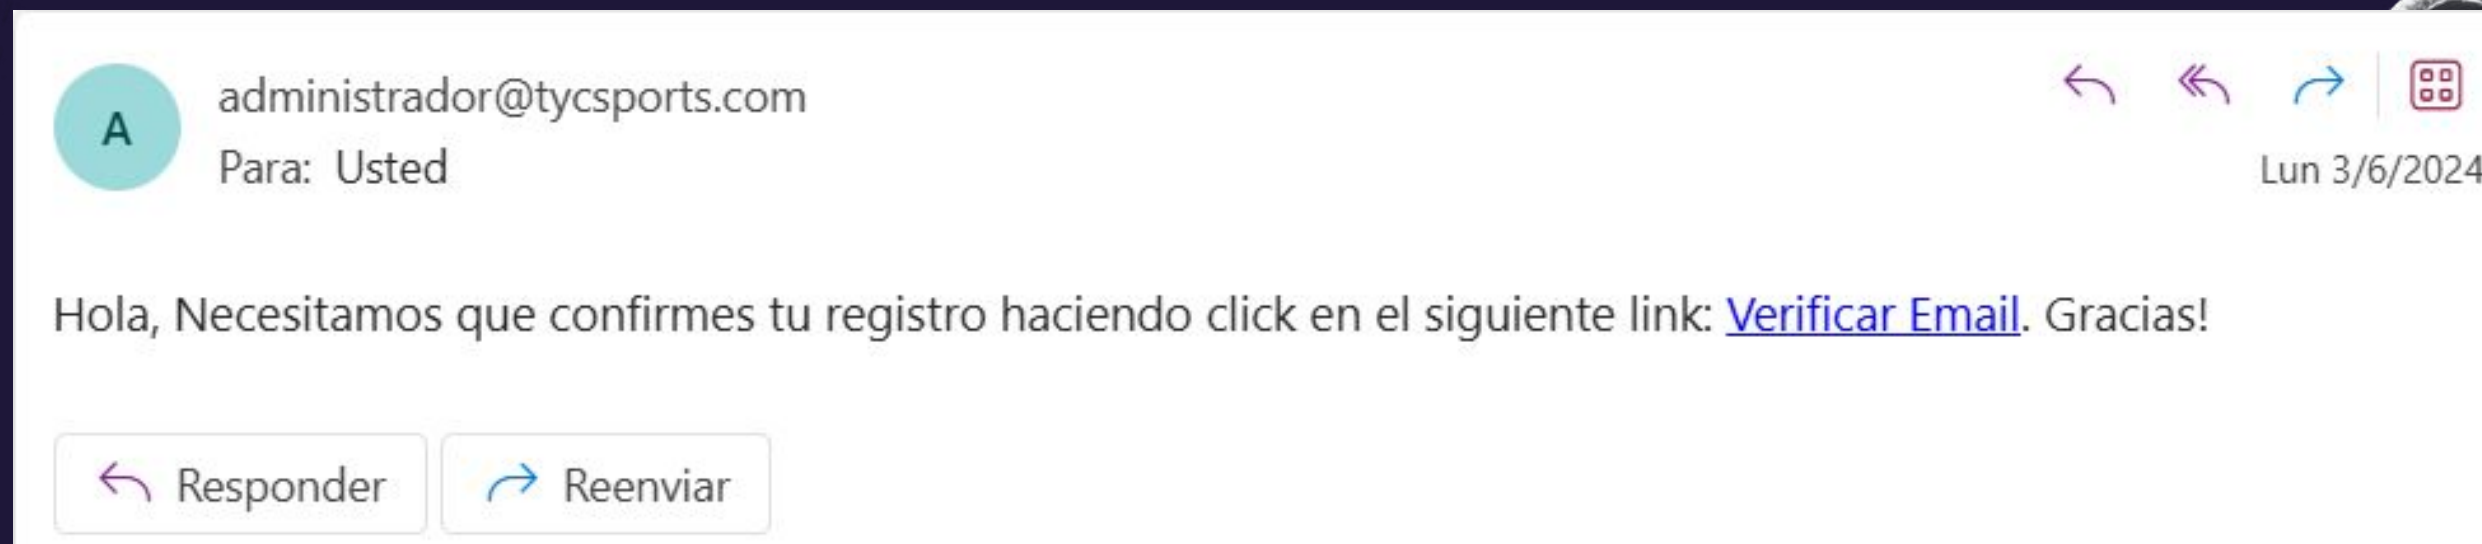 A
administrador@tycsports.com
Para: Usted
Lun 3/6/2024
Hola, Necesitamos que confirmes tu registro haciendo click en el siguiente link: Verificar Email. Gracias!
Responder
Reenviar